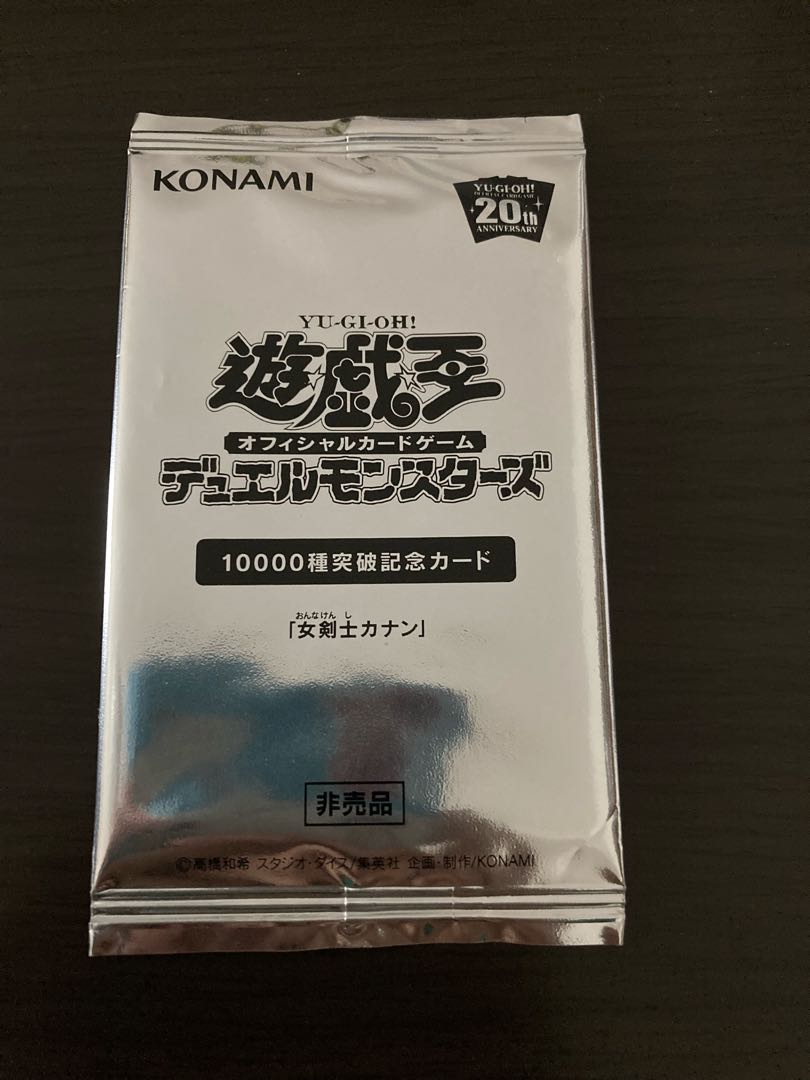 KONAMI
YU-GI-OH!
20th
ANNIVERSARY
YU-GI-OH!
遊☆戯☆王
オフィシャルカードゲーム
デュエルモンスターズ
10000種突破記念カード
おんなけんし
「女剣士カナン」
非売品
©高橋和希 スタジオ・ダイス/集英社 企画・制作/KONAMI